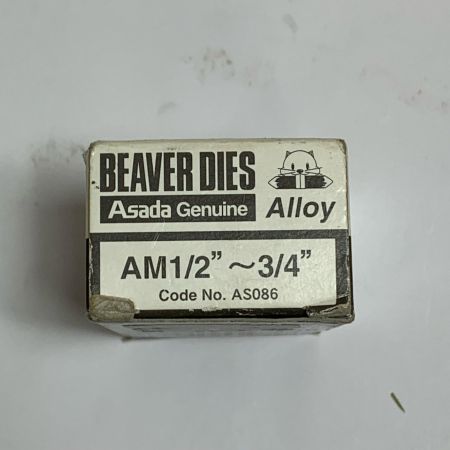 BEAVER DIES
Asada Genuine Alloy
AM1/2” ～3/4”
Code No. AS086